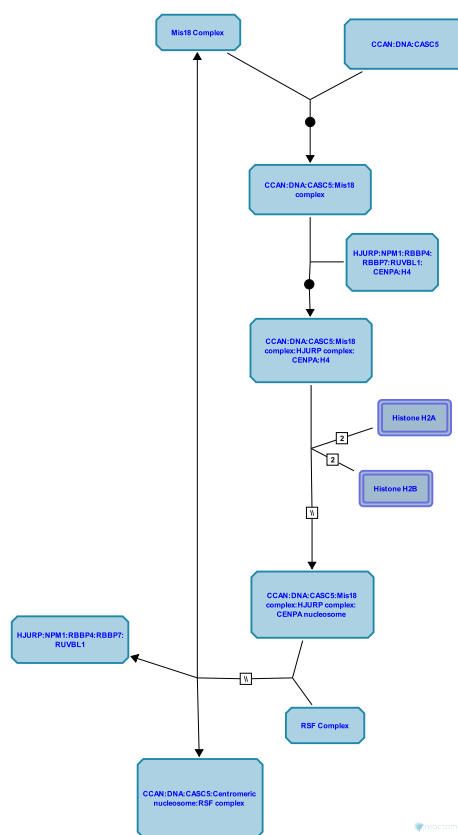 Mis18 Complex
CCAN:DNA:CASC5
CCAN:DNA:CASC5:Mis18
complex
HJURP:NPM1:RBBP4:
RBBP7:RUVBL1:
CENPA:H4
CCAN:DNA:CASC5:Mis18
complex:HJURP complex:
CENPA:H4
Histone H2A
2
2
Histone H2B
\\
CCAN:DNA:CASC5:Mis18
complex:HJURP complex:
CENPA nucleosome
HJURP:NPM1:RBBP4:RBBP7:
RUVBL1
\\
RSF Complex
CCAN:DNA:CASC5:Centromeric
nucleosome:RSF complex
reactome